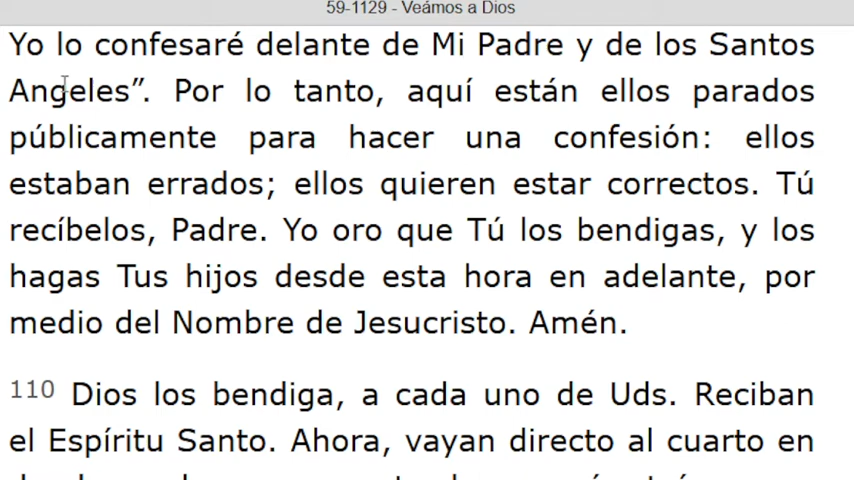 59-1129 - Veámos a Dios
Yo lo confesaré delante de Mi Padre y de los Santos
Angeles”. Por lo tanto, aquí están ellos parados
públicamente para hacer una confesión: ellos
estaban errados; ellos quieren estar correctos. Tú
recíbelos, Padre. Yo oro que Tú los bendigas, y los
hagas Tus hijos desde esta hora en adelante, por
medio del Nombre de Jesucristo. Amén.
110 Dios los bendiga, a cada uno de Uds. Reciban
el Espíritu Santo. Ahora, vayan directo al cuarto en